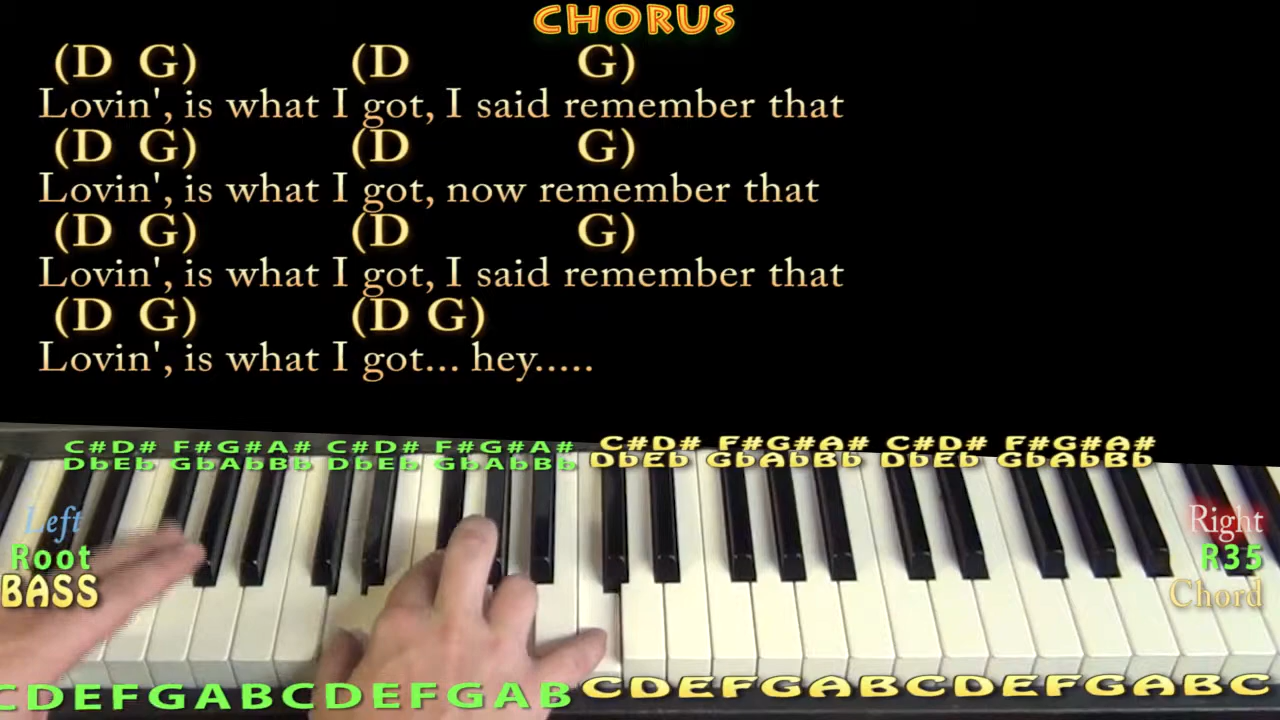 CHORUS
(D G) (D G)
Lovin', is what I got, I said remember that
(D G) (D G)
Lovin', is what I got, now remember that
(D G) (D G)
Lovin', is what I got, I said remember that
(D G) (D G)
Lovin', is what I got... hey.....
C#D# F#G#A# C#D# F#G#A# C#D# F#G#A# C#D# F#G#A#
DbEb GbAbBb DbEb GbAbBb DbEb GbAbBb DbEb GbAbBb
Left
Root
BASS
Right
R35
Chord
CDEFGABCDEFGAB CDEFGABCDEFGABC